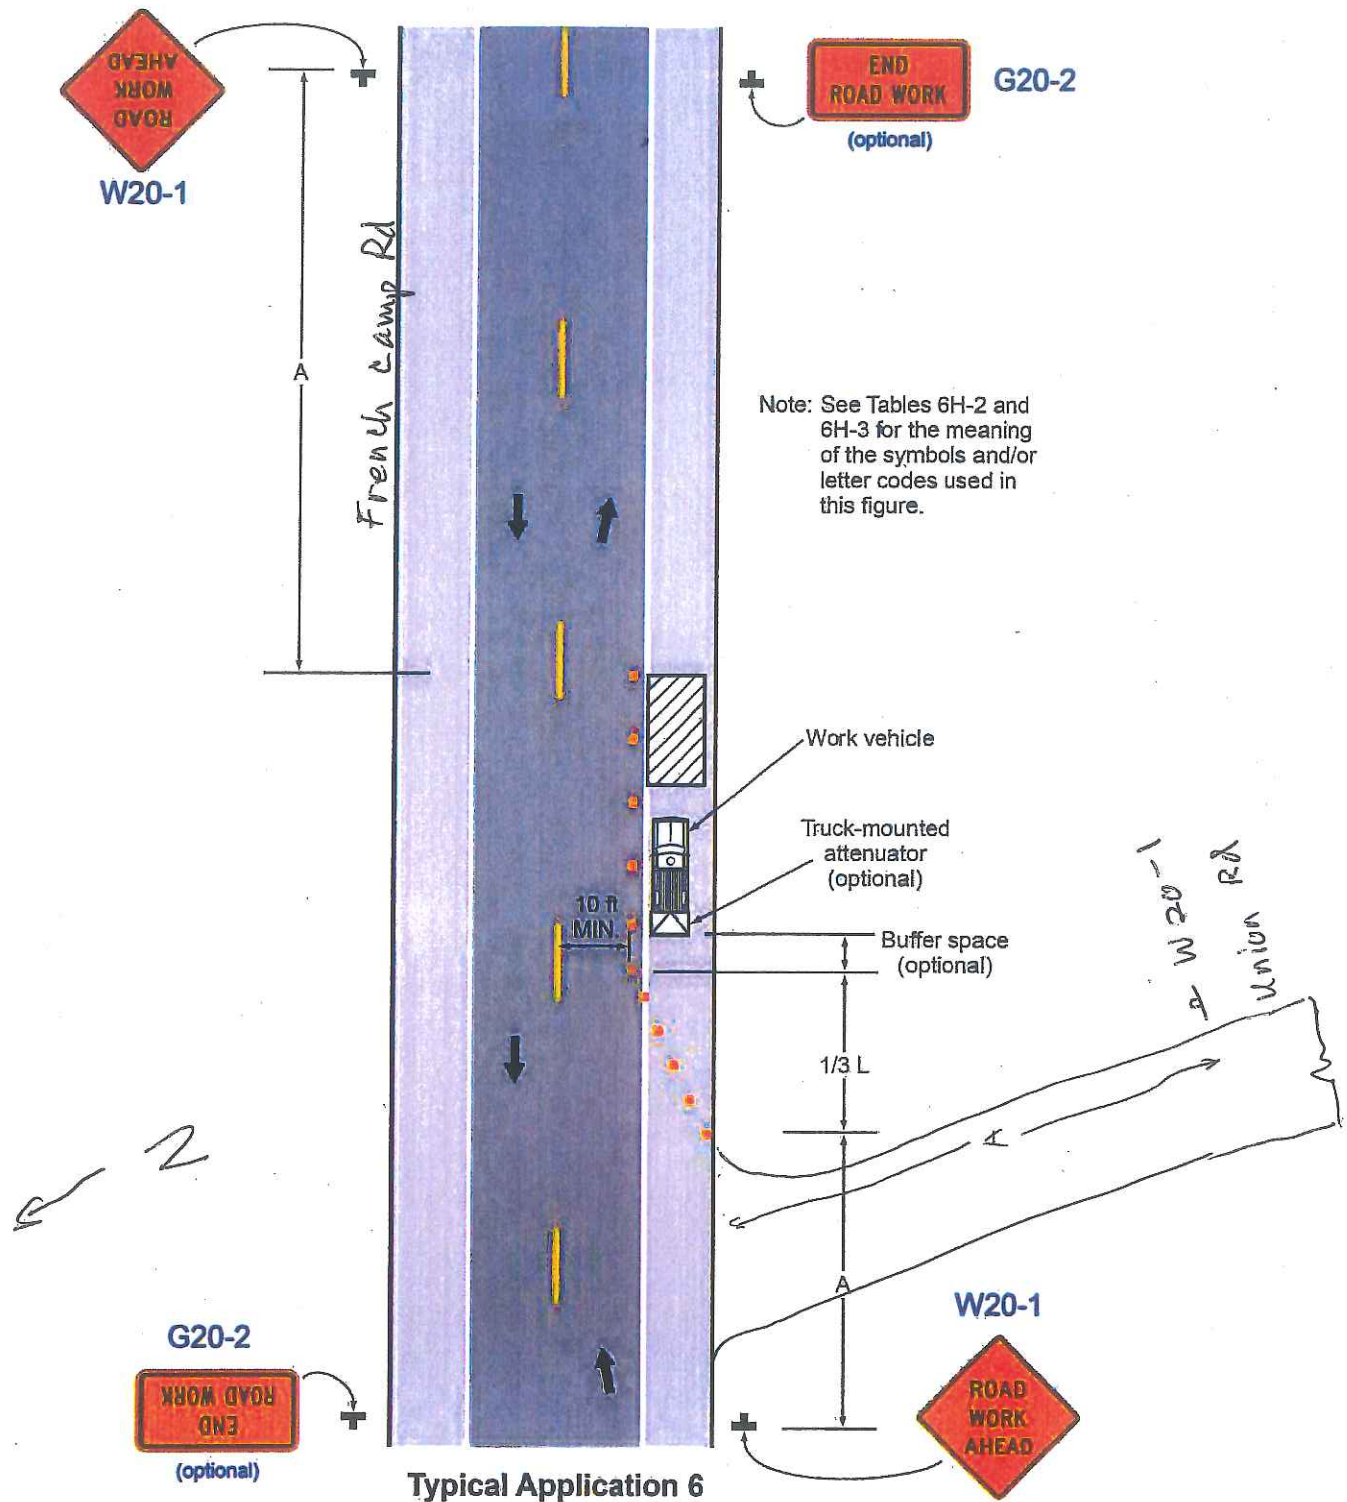 ROAD
WORK
AHEAD
W20-1
END
ROAD WORK
G20-2
(optional)
A
French Camp Rd
Note: See Tables 6H-2 and
6H-3 for the meaning
of the symbols and/or
letter codes used in
this figure.
Work vehicle
Truck-mounted
attenuator
(optional)
10 ft
MIN.
Buffer space
(optional)
W20-1
Union Rd
1/3 L
A
A
G20-2
END
ROAD WORK
(optional)
W20-1
ROAD
WORK
AHEAD
Typical Application 6